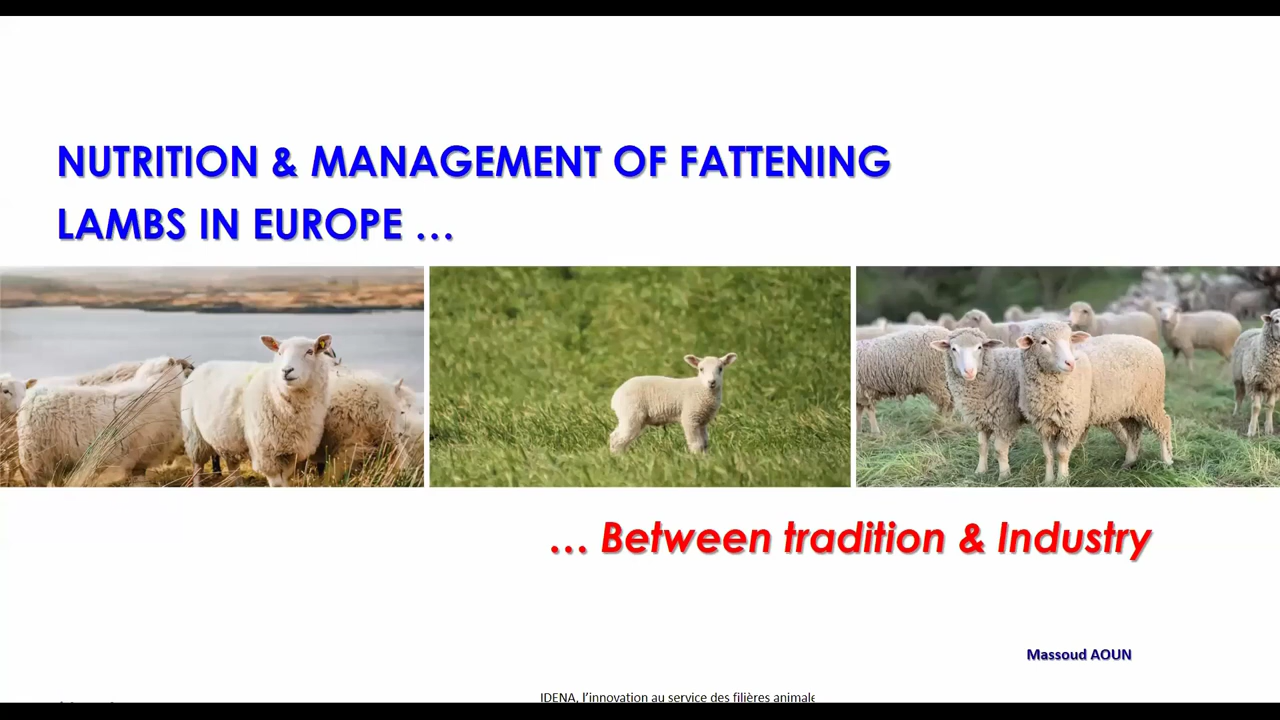 NUTRITION & MANAGEMENT OF FATTENING
LAMBS IN EUROPE ...
... Between tradition & Industry
Massoud AOUN
IDENA, l'innovation au service des filières animale